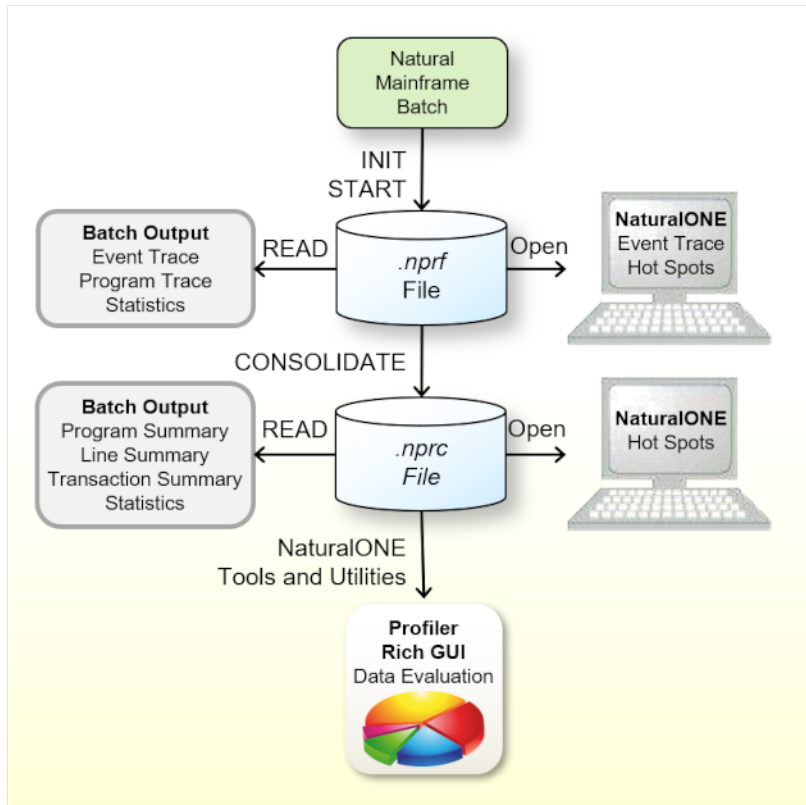 Natural
Mainframe
Batch
INIT
START
Batch Output
Event Trace
Program Trace
Statistics
READ
.nprf
File
Open
NaturalONE
Event Trace
Hot Spots
CONSOLIDATE
Batch Output
Program Summary
Line Summary
Transaction Summary
Statistics
READ
.nprc
File
Open
NaturalONE
Hot Spots
NaturalONE
Tools and Utilities
Profiler
Rich GUI
Data Evaluation